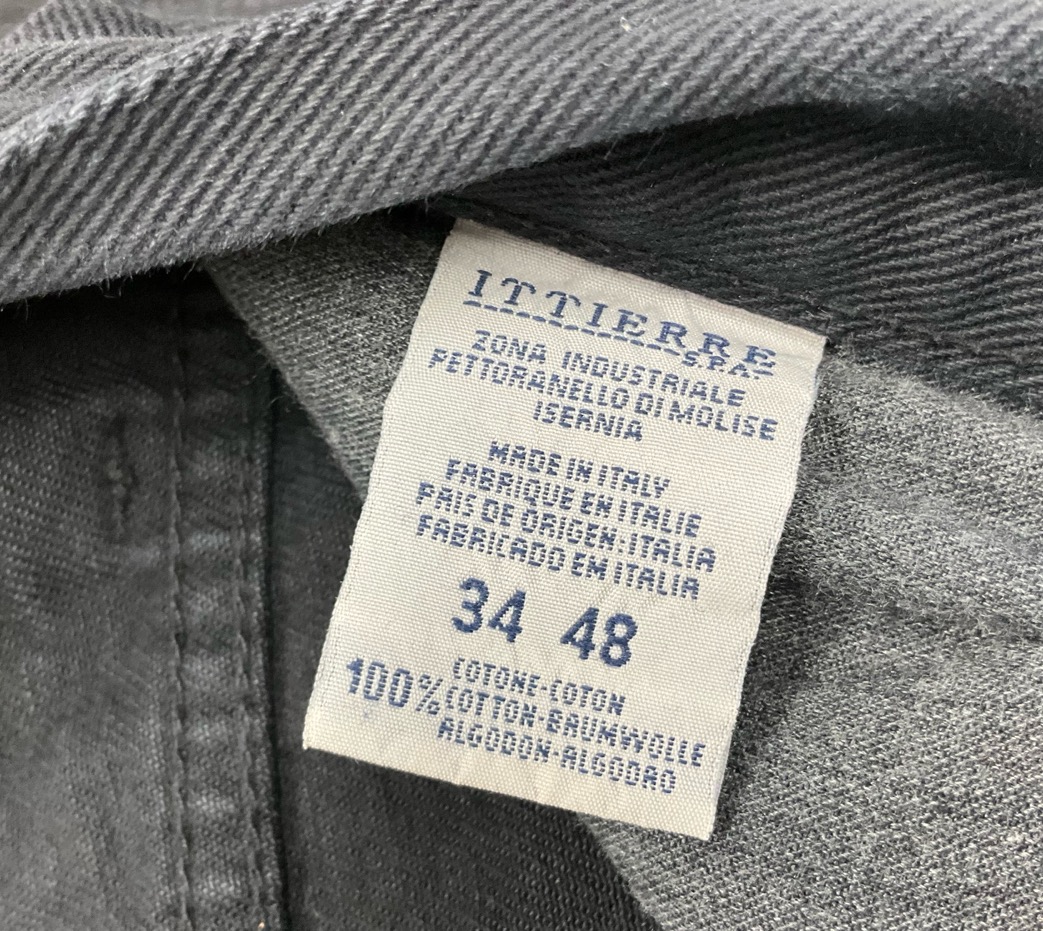 ITTIERRE
S.P.A.
ZONA INDUSTRIALE
PETTORANELLO DI MOLISE
ISERNIA
MADE IN ITALY
FABRIQUE EN ITALIE
PAIS DE ORIGEN:ITALIA
FABRICADO EM ITALIA
34 48
100% COTONE-COTON
COTTON-BAUMWOLLE
ALGODON-ALGODAO